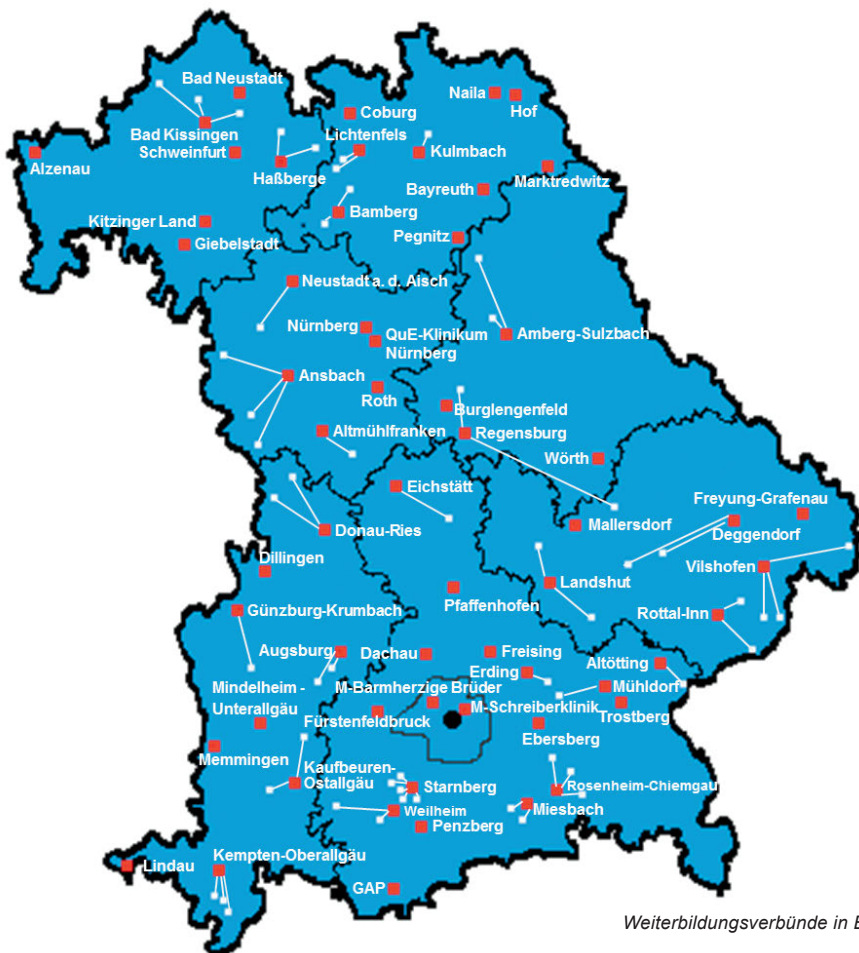 Bad Neustadt
Naila
Hof
Coburg
Lichtenfels
Bad Kissingen
Schweinfurt
Kulmbach
Alzenau
Haßberge
Marktredwitz
Bayreuth
Bamberg
Kitzinger Land
Giebelstadt
Pegnitz
Neustadt a. d. Aisch
Nürnberg
QuE-Klinikum
Nürnberg
Amberg-Sulzbach
Ansbach
Roth
Burglengenfeld
Altmühlfranken
Regensburg
Wörth
Eichstätt
Freyung-Grafenau
Mallersdorf
Deggendorf
Donau-Ries
Dillingen
Vilshofen
Landshut
Pfaffenhofen
Günzburg-Krumbach
Rottal-Inn
Augsburg
Dachau
Freising
Erding
Altötting
Mindelheim -
Unterallgäu
M-Barmherzige Brüder
Mühldorf
Fürstenfeldbruck
M-Schreiberklinik
Trostberg
Ebersberg
Memmingen
Kaufbeuren-
Ostallgäu
Starnberg
Rosenheim-Chiemgau
Weilheim
Miesbach
Penzberg
Lindau
Kempten-Oberallgäu
GAP
Weiterbildungsverbünde in